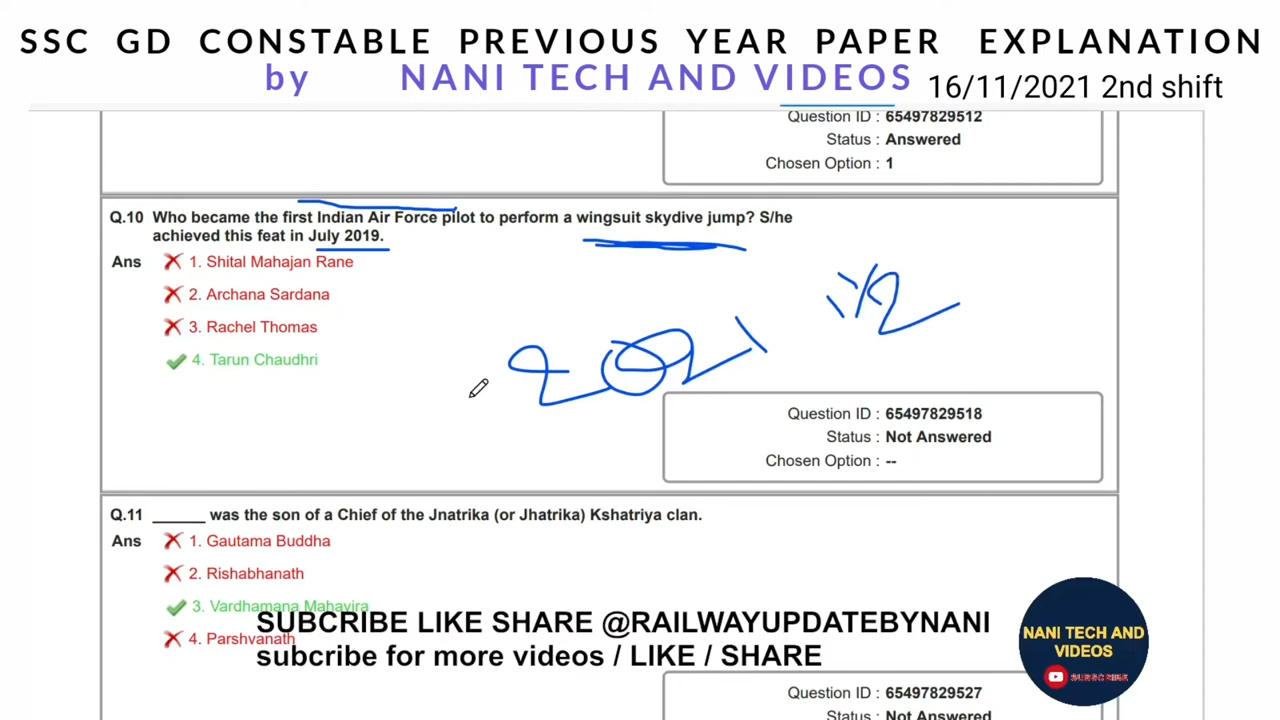 SSC GD CONSTABLE PREVIOUS YEAR PAPER EXPLANATION
by NANI TECH AND VIDEOS 16/11/2021 2nd shift
Question ID : 65497829512
Status : Answered
Chosen Option : 1
Q.10 Who became the first Indian Air Force pilot to perform a wingsuit skydive jump? S/he
achieved this feat in July 2019.
Ans 1. Shital Mahajan Rane
2. Archana Sardana
3. Rachel Thomas
4. Tarun Chaudhri
2021 1/2
Question ID : 65497829518
Status : Not Answered
Chosen Option : --
Q.11 ______ was the son of a Chief of the Jnatrika (or Jhatrika) Kshatriya clan.
Ans 1. Gautama Buddha
2. Rishabhanath
3. Vardhamana Mahavira
4. Parshvanath
SUBCRIBE LIKE SHARE @RAILWAYUPDATEBYNANI
subcribe for more videos / LIKE / SHARE
NANI TECH AND
VIDEOS
Question ID : 65497829527
Status : Not Answered